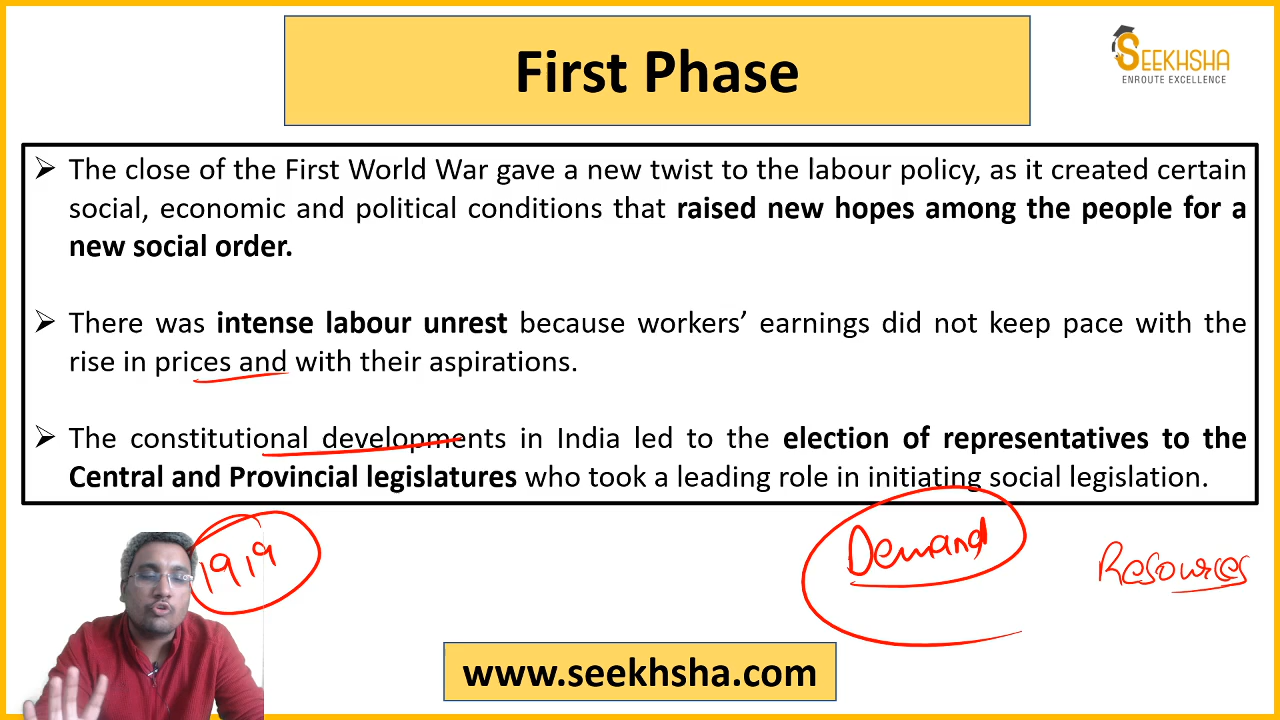 First Phase
SEEKHSHA
ENROUTE EXCELLENCE
➢ The close of the First World War gave a new twist to the labour policy, as it created certain
social, economic and political conditions that raised new hopes among the people for a
new social order.
➢ There was intense labour unrest because workers’ earnings did not keep pace with the
rise in prices and with their aspirations.
➢ The constitutional developments in India led to the election of representatives to the
Central and Provincial legislatures who took a leading role in initiating social legislation.
1919
Demand
Resources
www.seekhsha.com